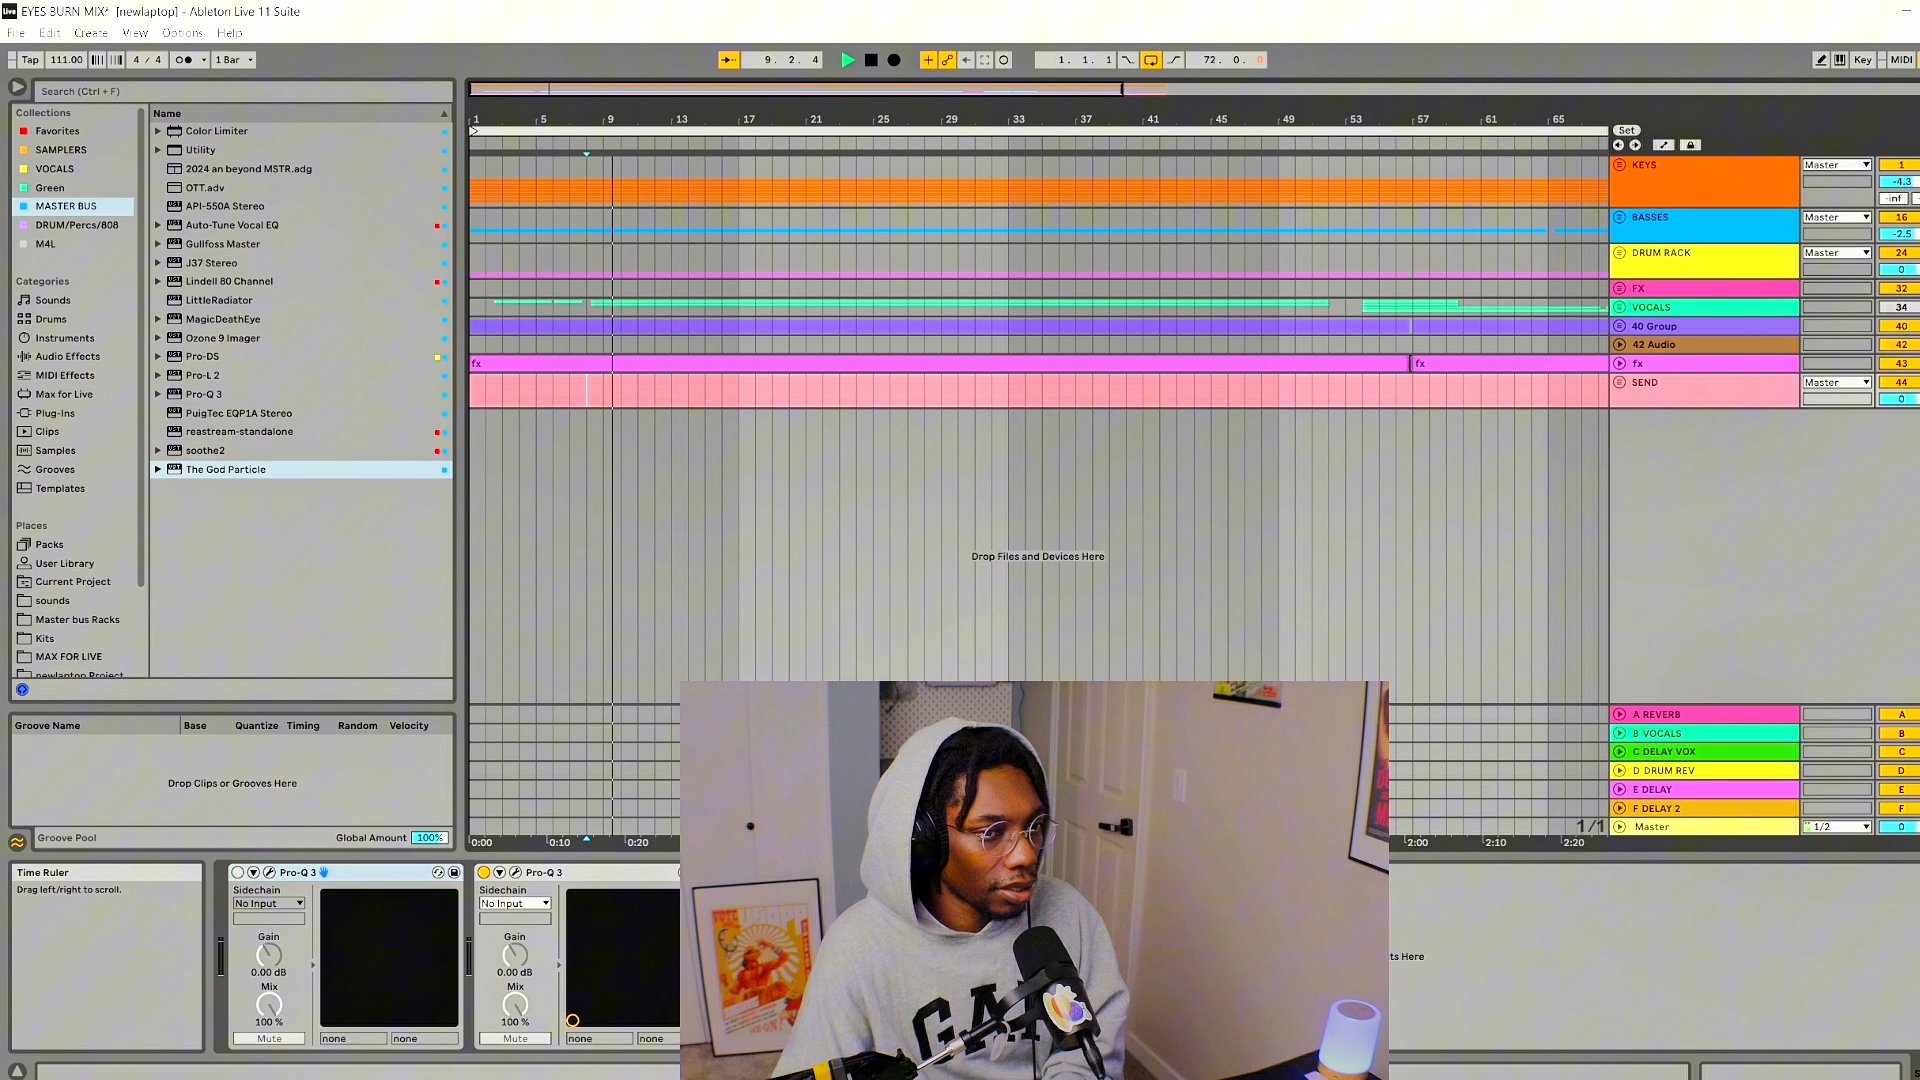 EYES BURN MIX* [newlaptop] - Ableton Live 11 Suite
File Edit Create View Options Help
Tap 111.00 4 / 4 1 Bar 9. 2. 4 1. 1. 1 72. 0. 0 Key MIDI
Search (Ctrl + F)
Collections
Favorites
SAMPLERS
VOCALS
Green
MASTER BUS
DRUM/Percs/808
M4L
Categories
Sounds
Drums
Instruments
Audio Effects
MIDI Effects
Max for Live
Plug-Ins
Clips
Samples
Grooves
Templates
Places
Packs
User Library
Current Project
sounds
Master bus Racks
Kits
MAX FOR LIVE
newlaptop Project
Name
Color Limiter
Utility
2024 an beyond MSTR.adg
OTT.adv
API-550A Stereo
Auto-Tune Vocal EQ
Gullfoss Master
J37 Stereo
Lindell 80 Channel
LittleRadiator
MagicDeathEye
Ozone 9 Imager
Pro-DS
Pro-L 2
Pro-Q 3
PuigTec EQP1A Stereo
reastream-standalone
soothe2
The God Particle
1 5 9 13 17 21 25 29 33 37 41 45 49 53 57 61 65
Set
KEYS Master 1
-4.3
-inf
BASSES Master 16
-2.5
DRUM RACK Master 24
0
FX 32
VOCALS 34
40 Group 40
42 Audio 42
fx fx fx 43
SEND Master 44
0
Drop Files and Devices Here
A REVERB A
B VOCALS B
C DELAY VOX C
D DRUM REV D
E DELAY E
F DELAY 2 F
1/1 Master 1/2 0
0:00 0:10 0:20 2:00 2:10 2:20
Groove Name Base Quantize Timing Random Velocity
Drop Clips or Grooves Here
Groove Pool Global Amount 100%
Time Ruler
Drag left/right to scroll.
Pro-Q 3
Sidechain
No Input
Gain
0.00 dB
Mix
100 %
Mute none none
Pro-Q 3
Sidechain
No Input
Gain
0.00 dB
Mix
100 %
Mute none none
ts Here
VOTE
GAP